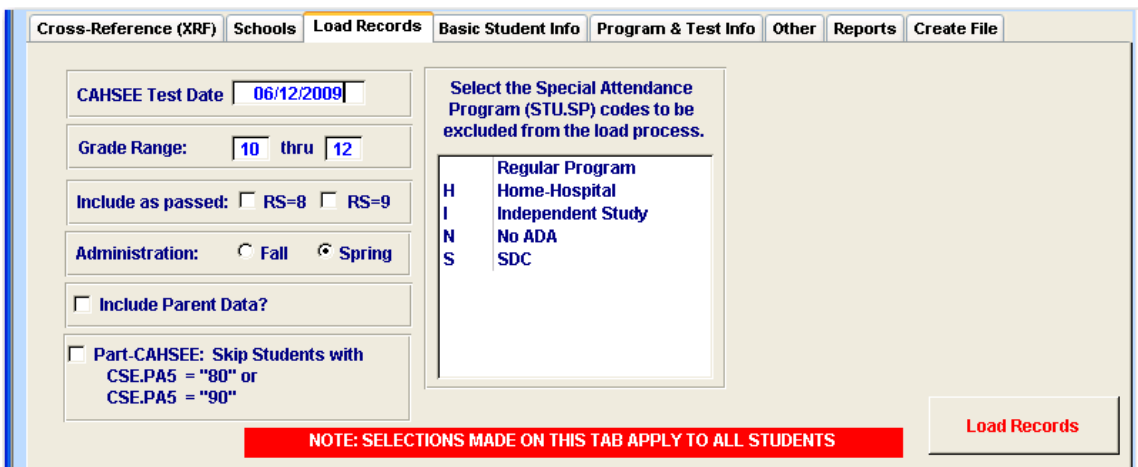 Cross-Reference (XRF) Schools Load Records Basic Student Info Program & Test Info Other Reports Create File
CAHSEE Test Date 06/12/2009
Grade Range: 10 thru 12
Include as passed: RS=8 RS=9
Administration: Fall Spring
Include Parent Data?
Part-CAHSEE: Skip Students with
CSE.PA5 = "80" or
CSE.PA5 = "90"
Select the Special Attendance
Program (STU.SP) codes to be
excluded from the load process.
Regular Program
H Home-Hospital
I Independent Study
N No ADA
S SDC
Load Records
NOTE: SELECTIONS MADE ON THIS TAB APPLY TO ALL STUDENTS